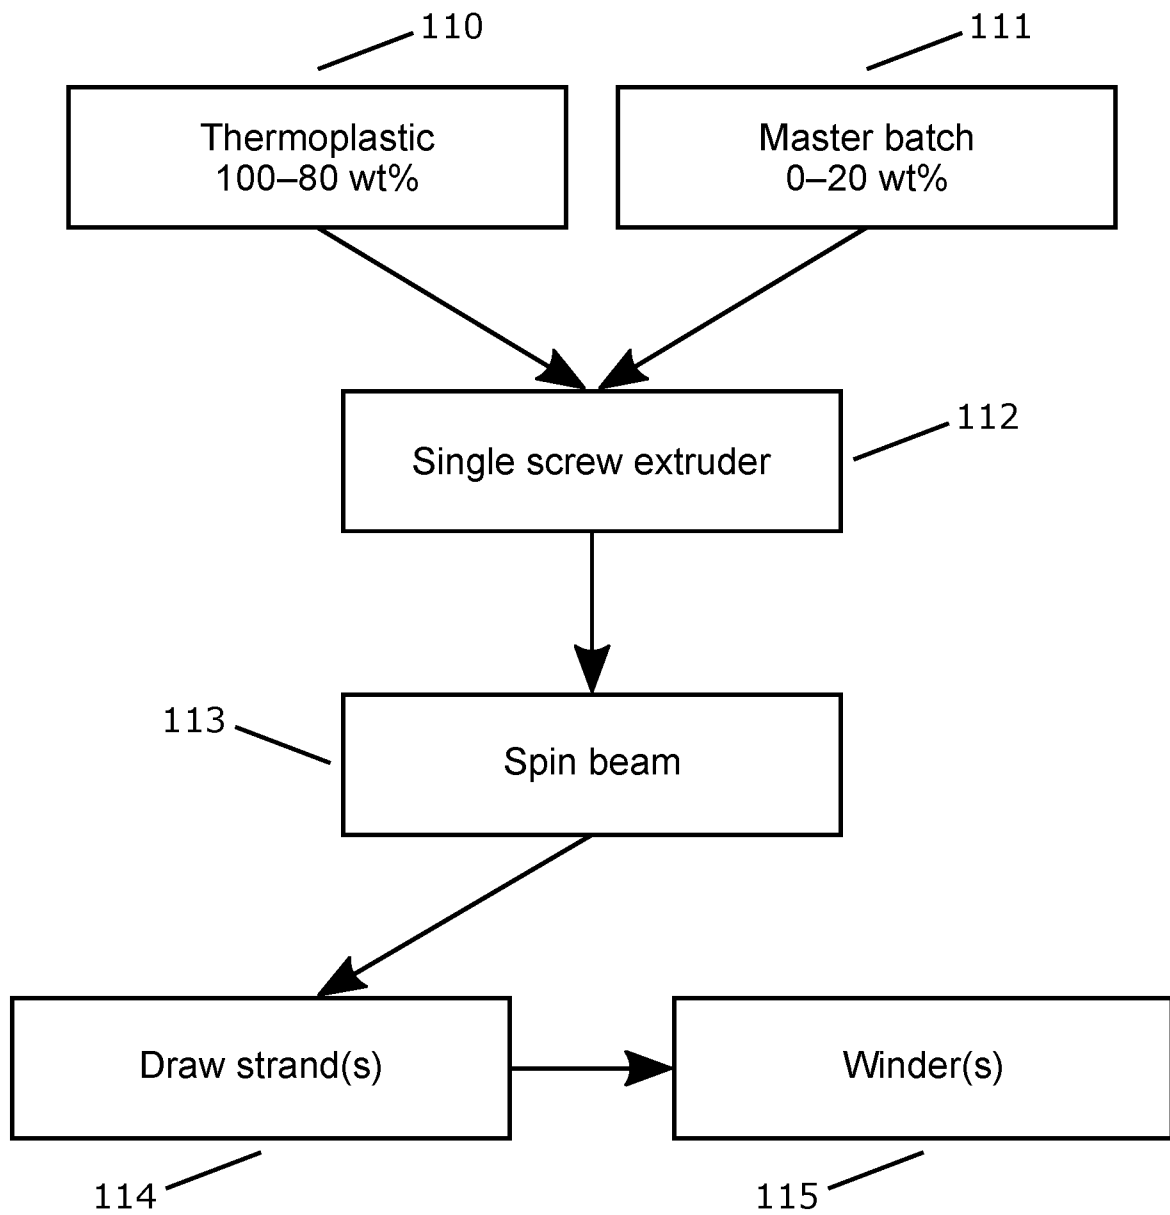 110
111
Thermoplastic
100–80 wt%
Master batch
0–20 wt%
112
Single screw extruder
113
Spin beam
Draw strand(s)
Winder(s)
114
115